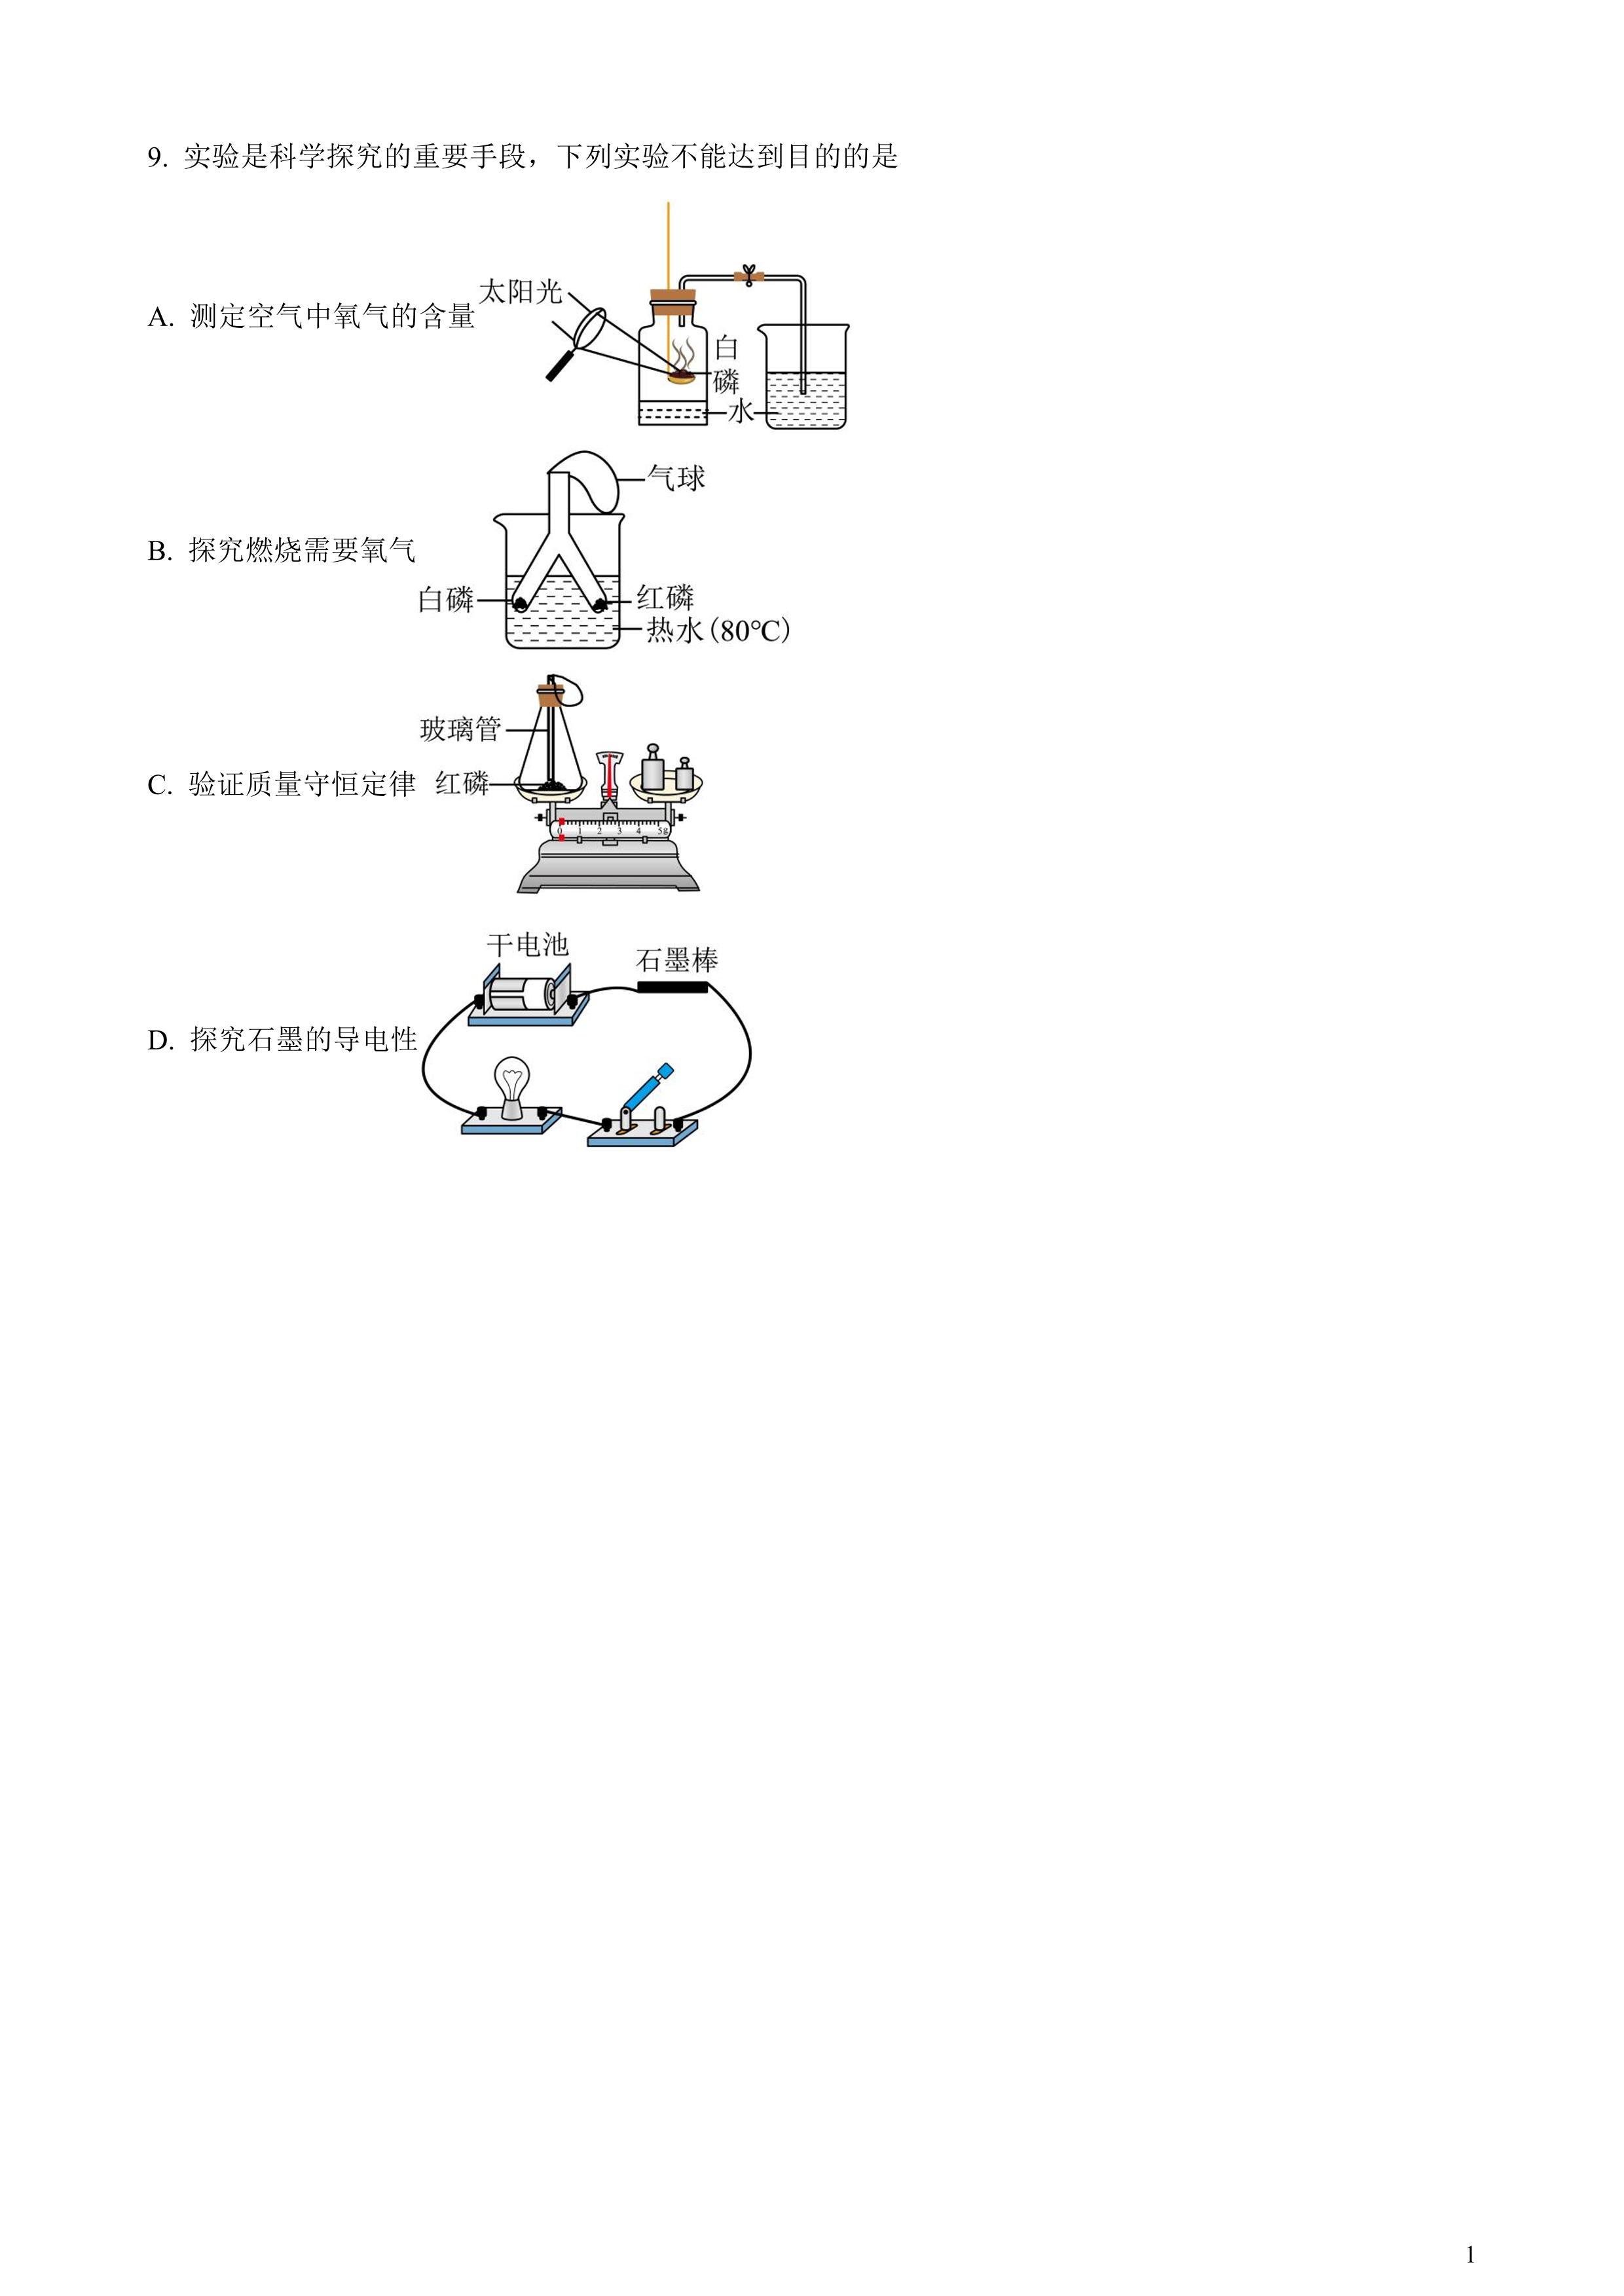 9. 实验是科学探究的重要手段，下列实验不能达到目的的是
A. 测定空气中氧气的含量
太阳光
白
磷
水
B. 探究燃烧需要氧气
气球
白磷
红磷
热水(80℃)
C. 验证质量守恒定律
玻璃管
红磷
0 1 2 3 4 5g
D. 探究石墨的导电性
干电池
石墨棒
1